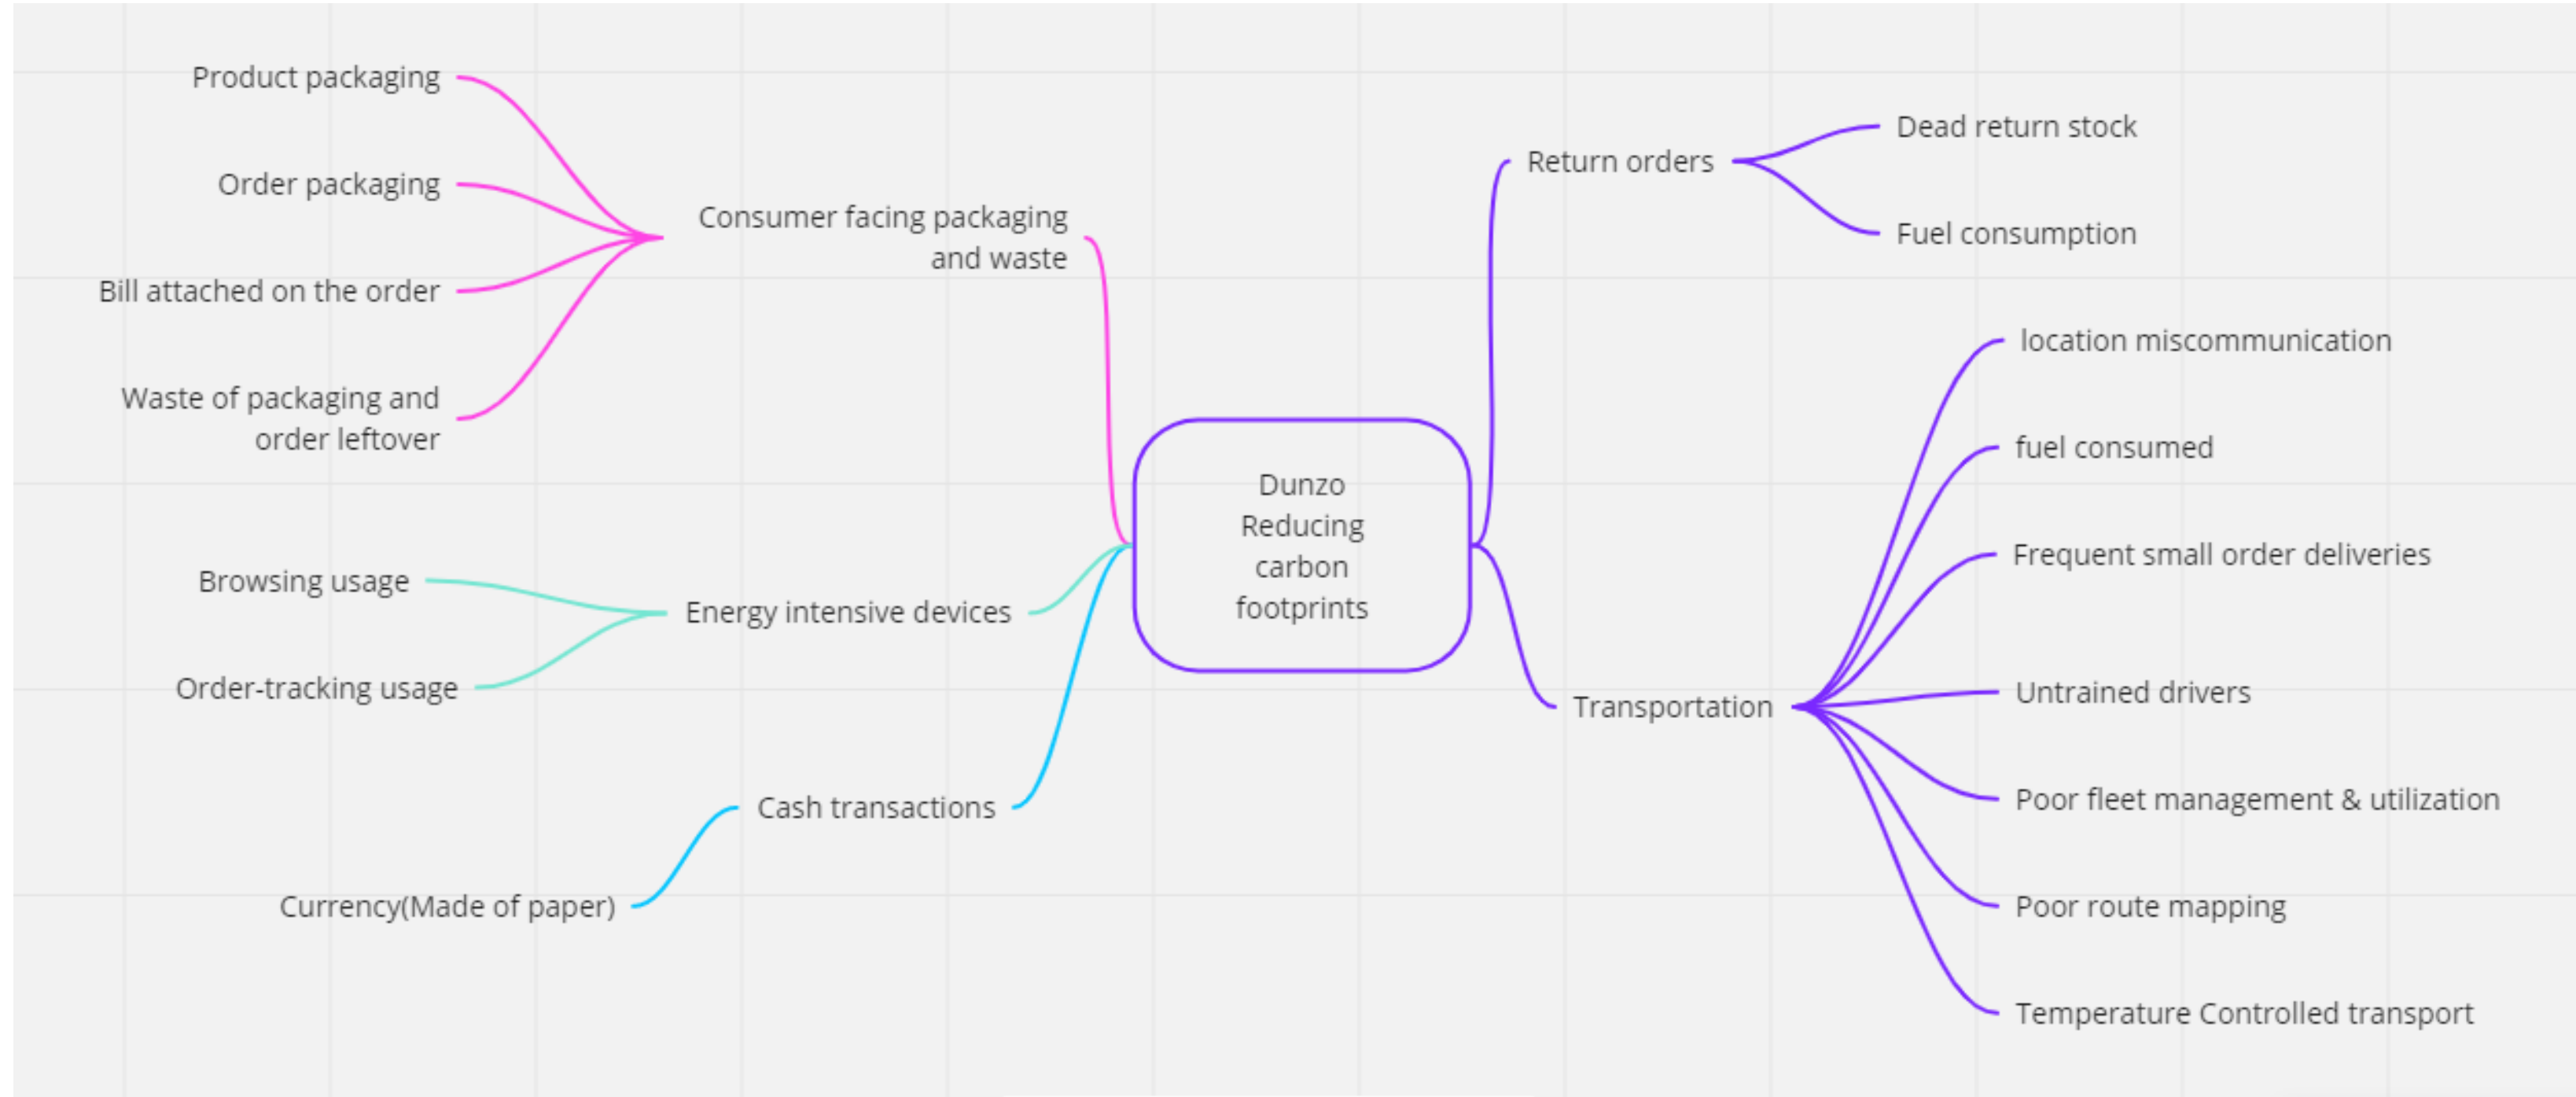 Product packaging
Order packaging
Bill attached on the order
Waste of packaging and
order leftover
Consumer facing packaging
and waste
Browsing usage
Order-tracking usage
Energy intensive devices
Cash transactions
Currency(Made of paper)
Dunzo
Reducing
carbon
footprints
Return orders
Dead return stock
Fuel consumption
Transportation
location miscommunication
fuel consumed
Frequent small order deliveries
Untrained drivers
Poor fleet management & utilization
Poor route mapping
Temperature Controlled transport